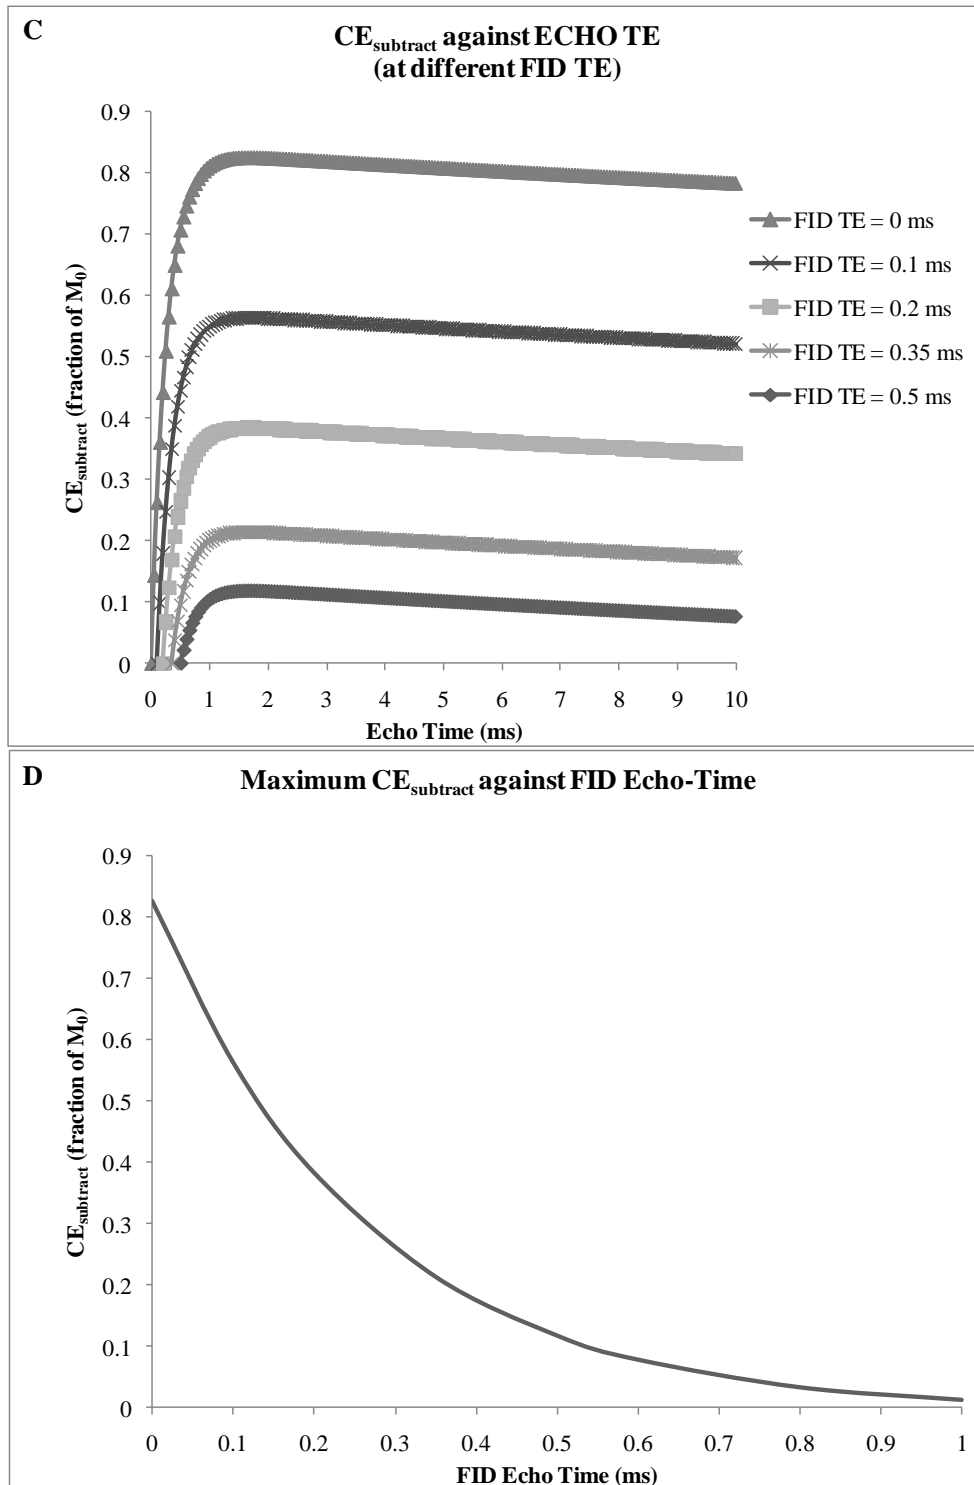 C
CEsubtract against ECHO TE
(at different FID TE)
CEsubtract (fraction of M0)
0.9
0.8
0.7
0.6
0.5
0.4
0.3
0.2
0.1
0
0 1 2 3 4 5 6 7 8 9 10
Echo Time (ms)
FID TE = 0 ms
FID TE = 0.1 ms
FID TE = 0.2 ms
FID TE = 0.35 ms
FID TE = 0.5 ms
D
Maximum CEsubtract against FID Echo-Time
CEsubtract (fraction of M0)
0.9
0.8
0.7
0.6
0.5
0.4
0.3
0.2
0.1
0
0 0.1 0.2 0.3 0.4 0.5 0.6 0.7 0.8 0.9 1
FID Echo Time (ms)